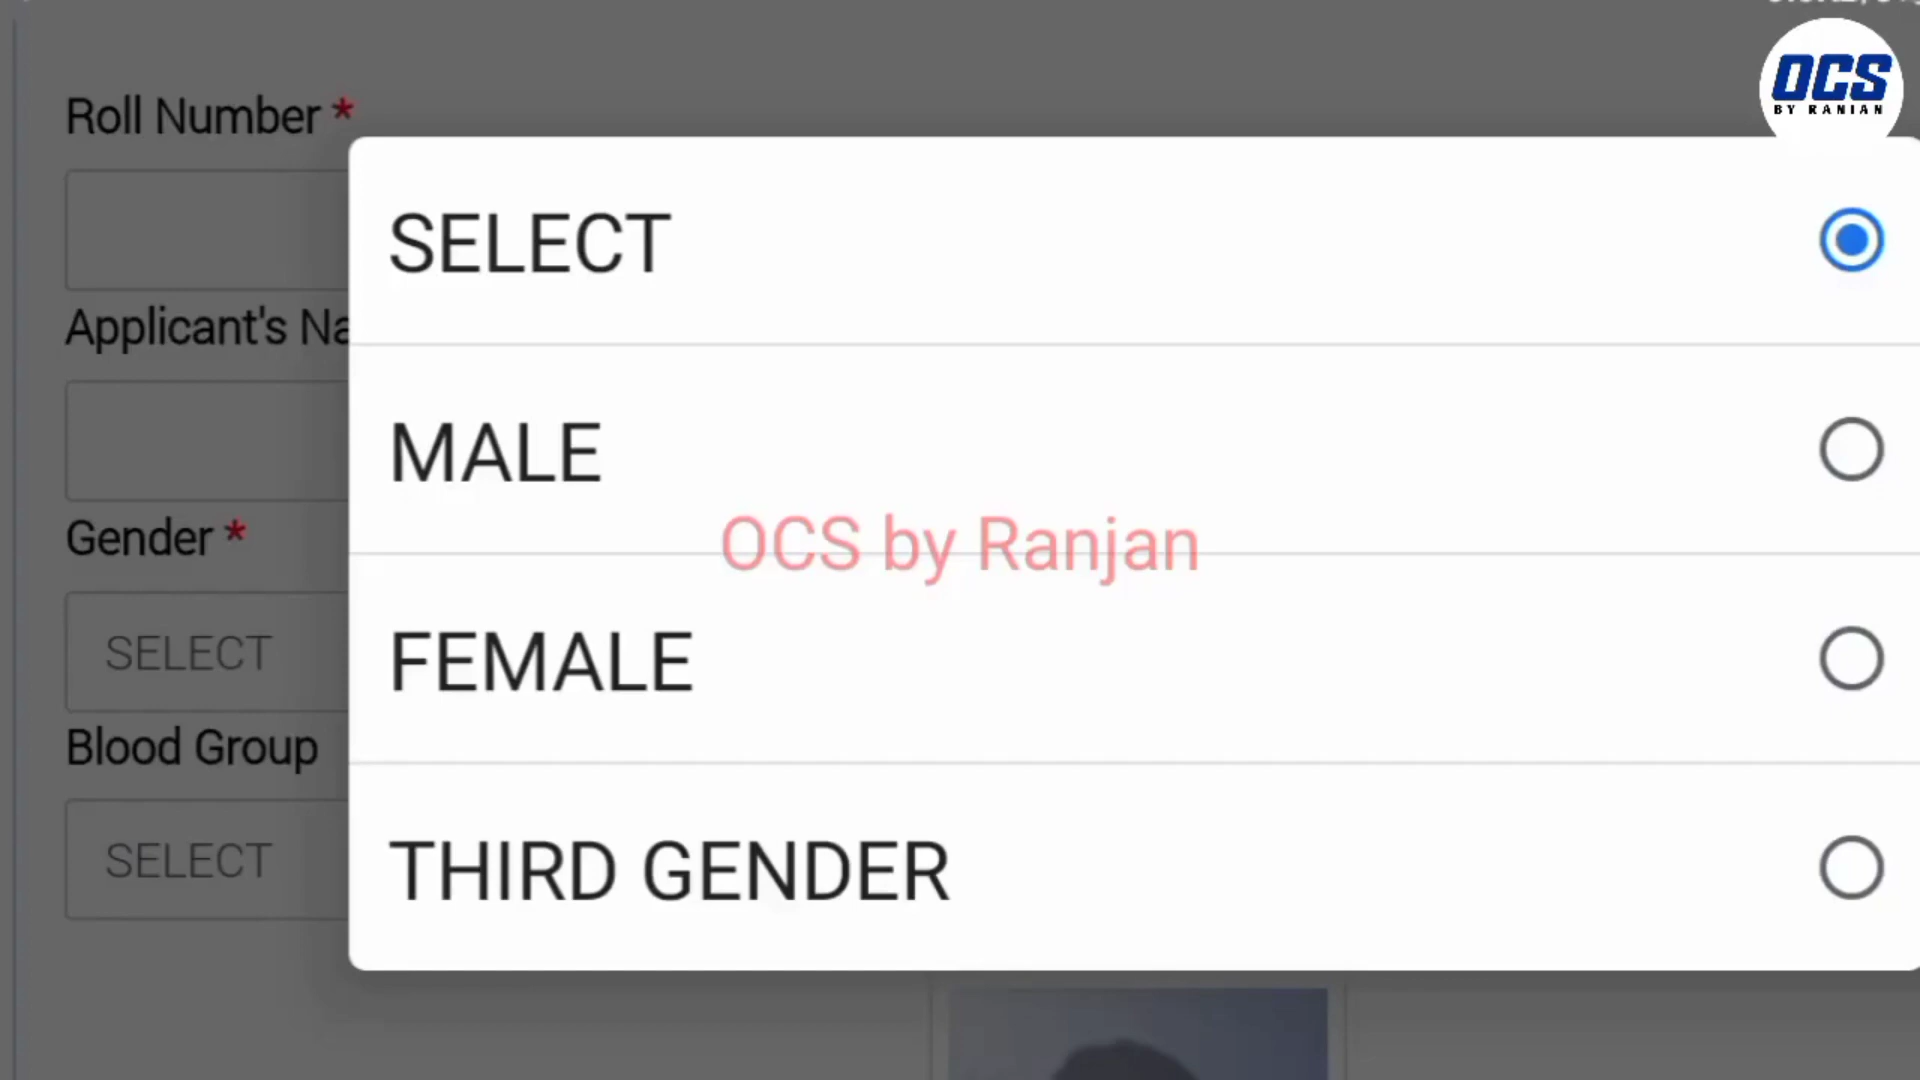 OCS
BY RANJAN
Roll Number *
Applicant's Na
Gender *
SELECT
Blood Group
SELECT
SELECT
MALE
OCS by Ranjan
FEMALE
THIRD GENDER